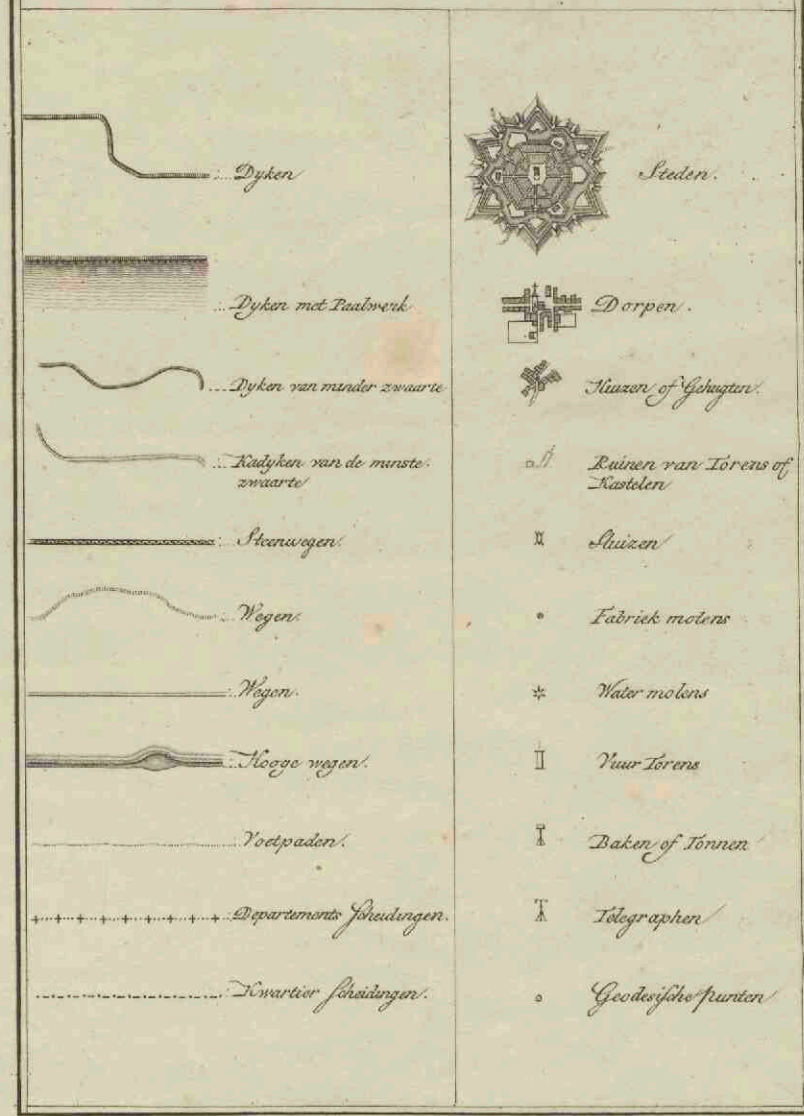 Dyken
Dyken met Paalwerk
Dyken van minder zwaarte
Kadyken van de minste
zwaarte
Steenwegen.
Wegen.
Wegen.
Hooge wegen.
Voetpaden.
Departements Scheidingen.
Kwartier Scheidingen.
Steden.
Dorpen.
Huizen of Gehugten.
Ruinen van Torens of
Kastelen
Sluizen
Fabriek molens
Water molens
Vuur Torens
Baken of Tonnen
Telegraphen
Geodesische punten